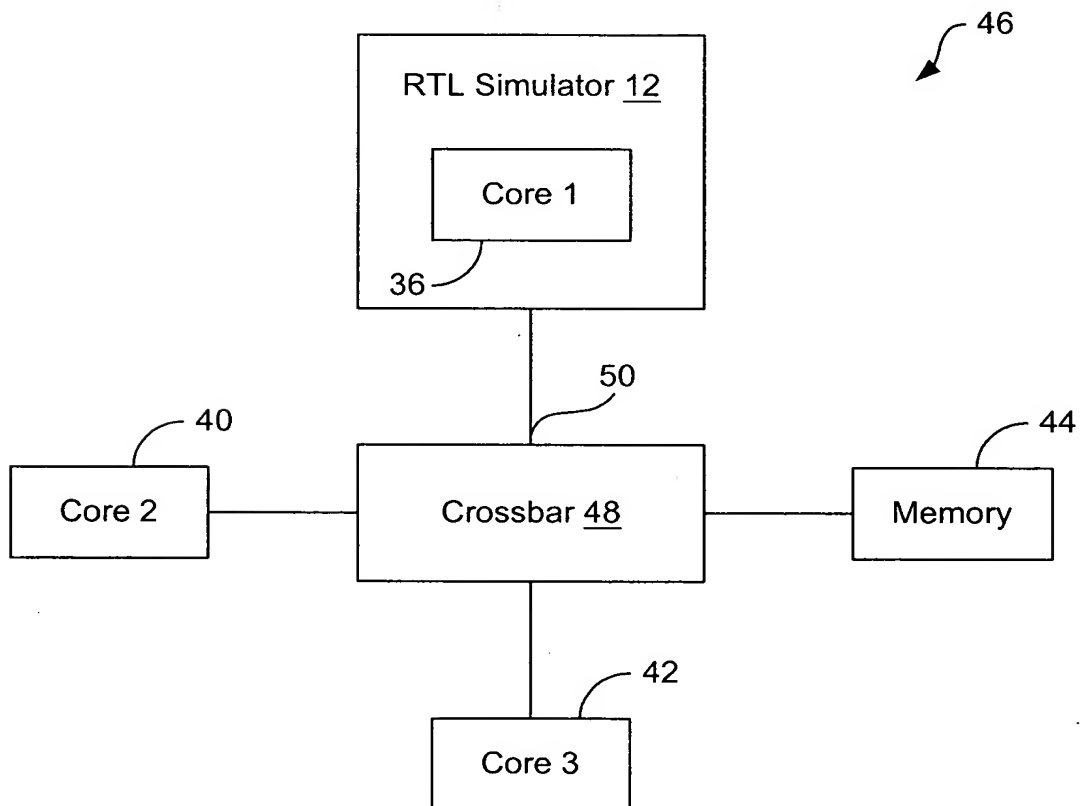 46
RTL Simulator 12
Core 1
36
50
40
44
Core 2
Crossbar 48
Memory
42
Core 3